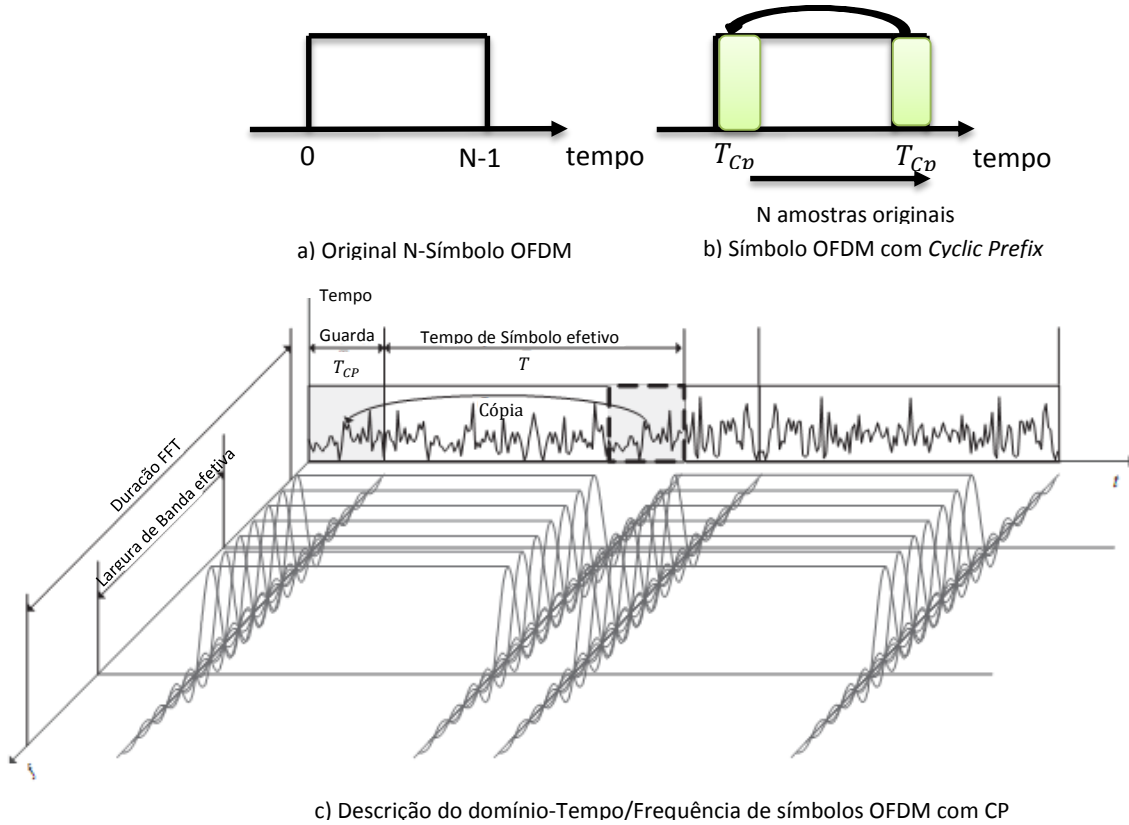 0
N-1
tempo
T_Cp
T_Cp
tempo
N amostras originais
a) Original N-Símbolo OFDM
b) Símbolo OFDM com Cyclic Prefix
Tempo
Guarda
Tempo de Símbolo efetivo
T_CP
T
Cópia
Duração FFT
Largura de Banda efetiva
t
c) Descrição do domínio-Tempo/Frequência de símbolos OFDM com CP